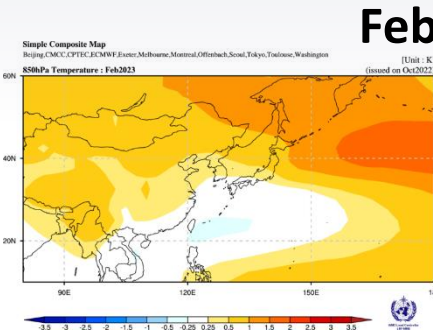 Feb
Simple Composite Map
Beijing,CMCC,CPTEC,ECMWF,Exeter,Melbourne,Montreal,Offenbach,Seoul,Tokyo,Toulouse,Washington
[Unit : K
850hPa Temperature : Feb2023
(issued on Oct2022
60N
40N
20N
90E
120E
150E
-3.5 -3 -2.5 -2 -1.5 -1 -0.5 -0.25 0.25 0.5 1 1.5 2 2.5 3 3.5